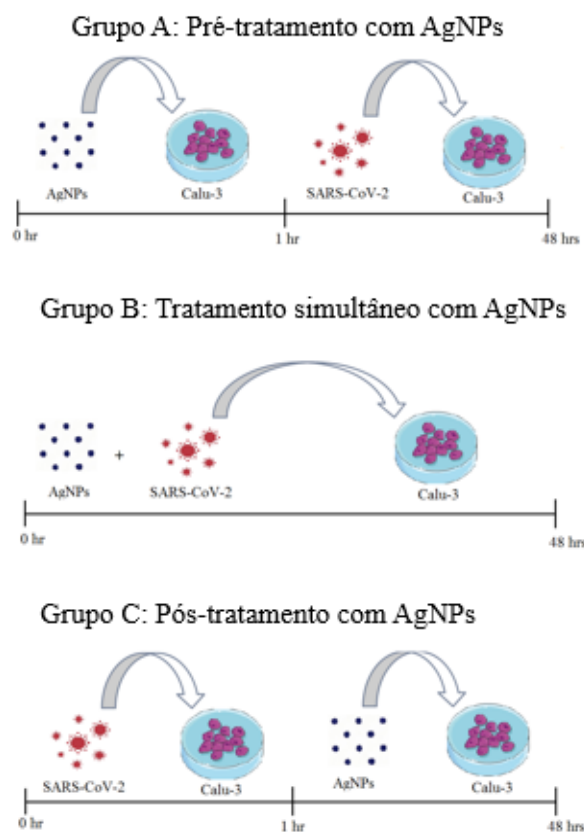 Grupo A: Pré-tratamento com AgNPs
AgNPs
Calu-3
SARS-CoV-2
Calu-3
0 hr
1 hr
48 hrs
Grupo B: Tratamento simultâneo com AgNPs
+
AgNPs
SARS-CoV-2
Calu-3
0 hr
48 hrs
Grupo C: Pós-tratamento com AgNPs
SARS-CoV-2
Calu-3
AgNPs
Calu-3
0 hr
1 hr
48 hrs